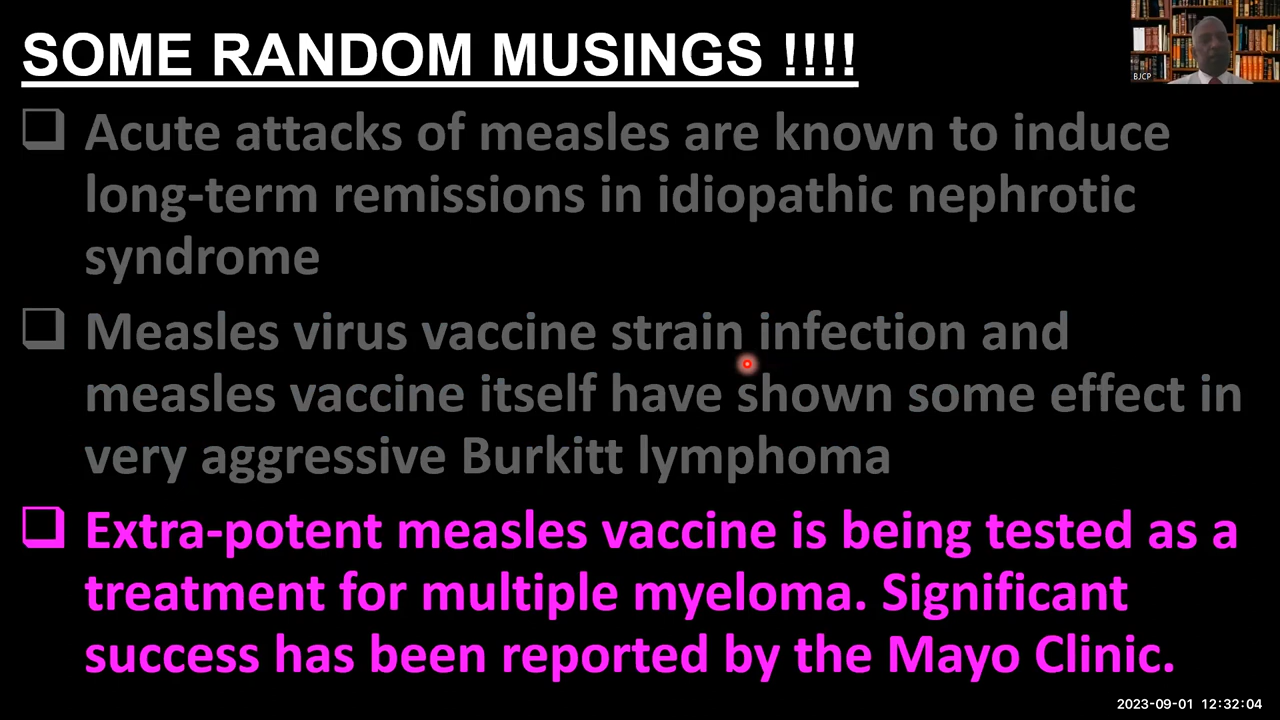 SOME RANDOM MUSINGS !!!!
BJCP
❑ Acute attacks of measles are known to induce
long-term remissions in idiopathic nephrotic
syndrome
❑ Measles virus vaccine strain infection and
measles vaccine itself have shown some effect in
very aggressive Burkitt lymphoma
❑ Extra-potent measles vaccine is being tested as a
treatment for multiple myeloma. Significant
success has been reported by the Mayo Clinic.
2023-09-01 12:32:04